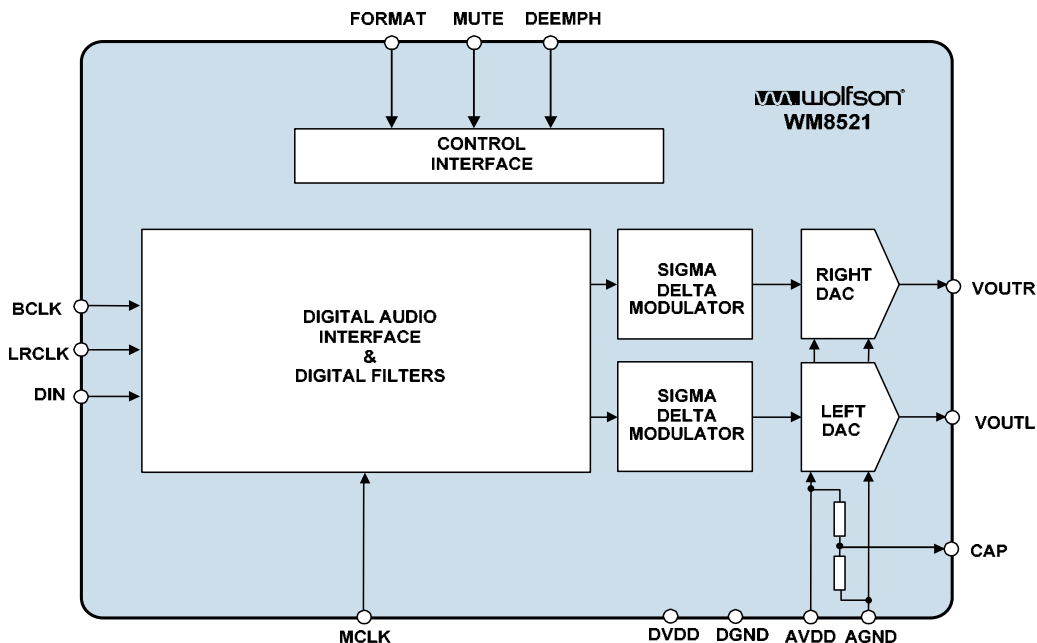 FORMAT MUTE DEEMPH
wolfson®
WM8521
CONTROL
INTERFACE
BCLK
LRCLK
DIN
DIGITAL AUDIO
INTERFACE
&
DIGITAL FILTERS
SIGMA
DELTA
MODULATOR
RIGHT
DAC
VOUTR
SIGMA
DELTA
MODULATOR
LEFT
DAC
VOUTL
CAP
MCLK DVDD DGND AVDD AGND